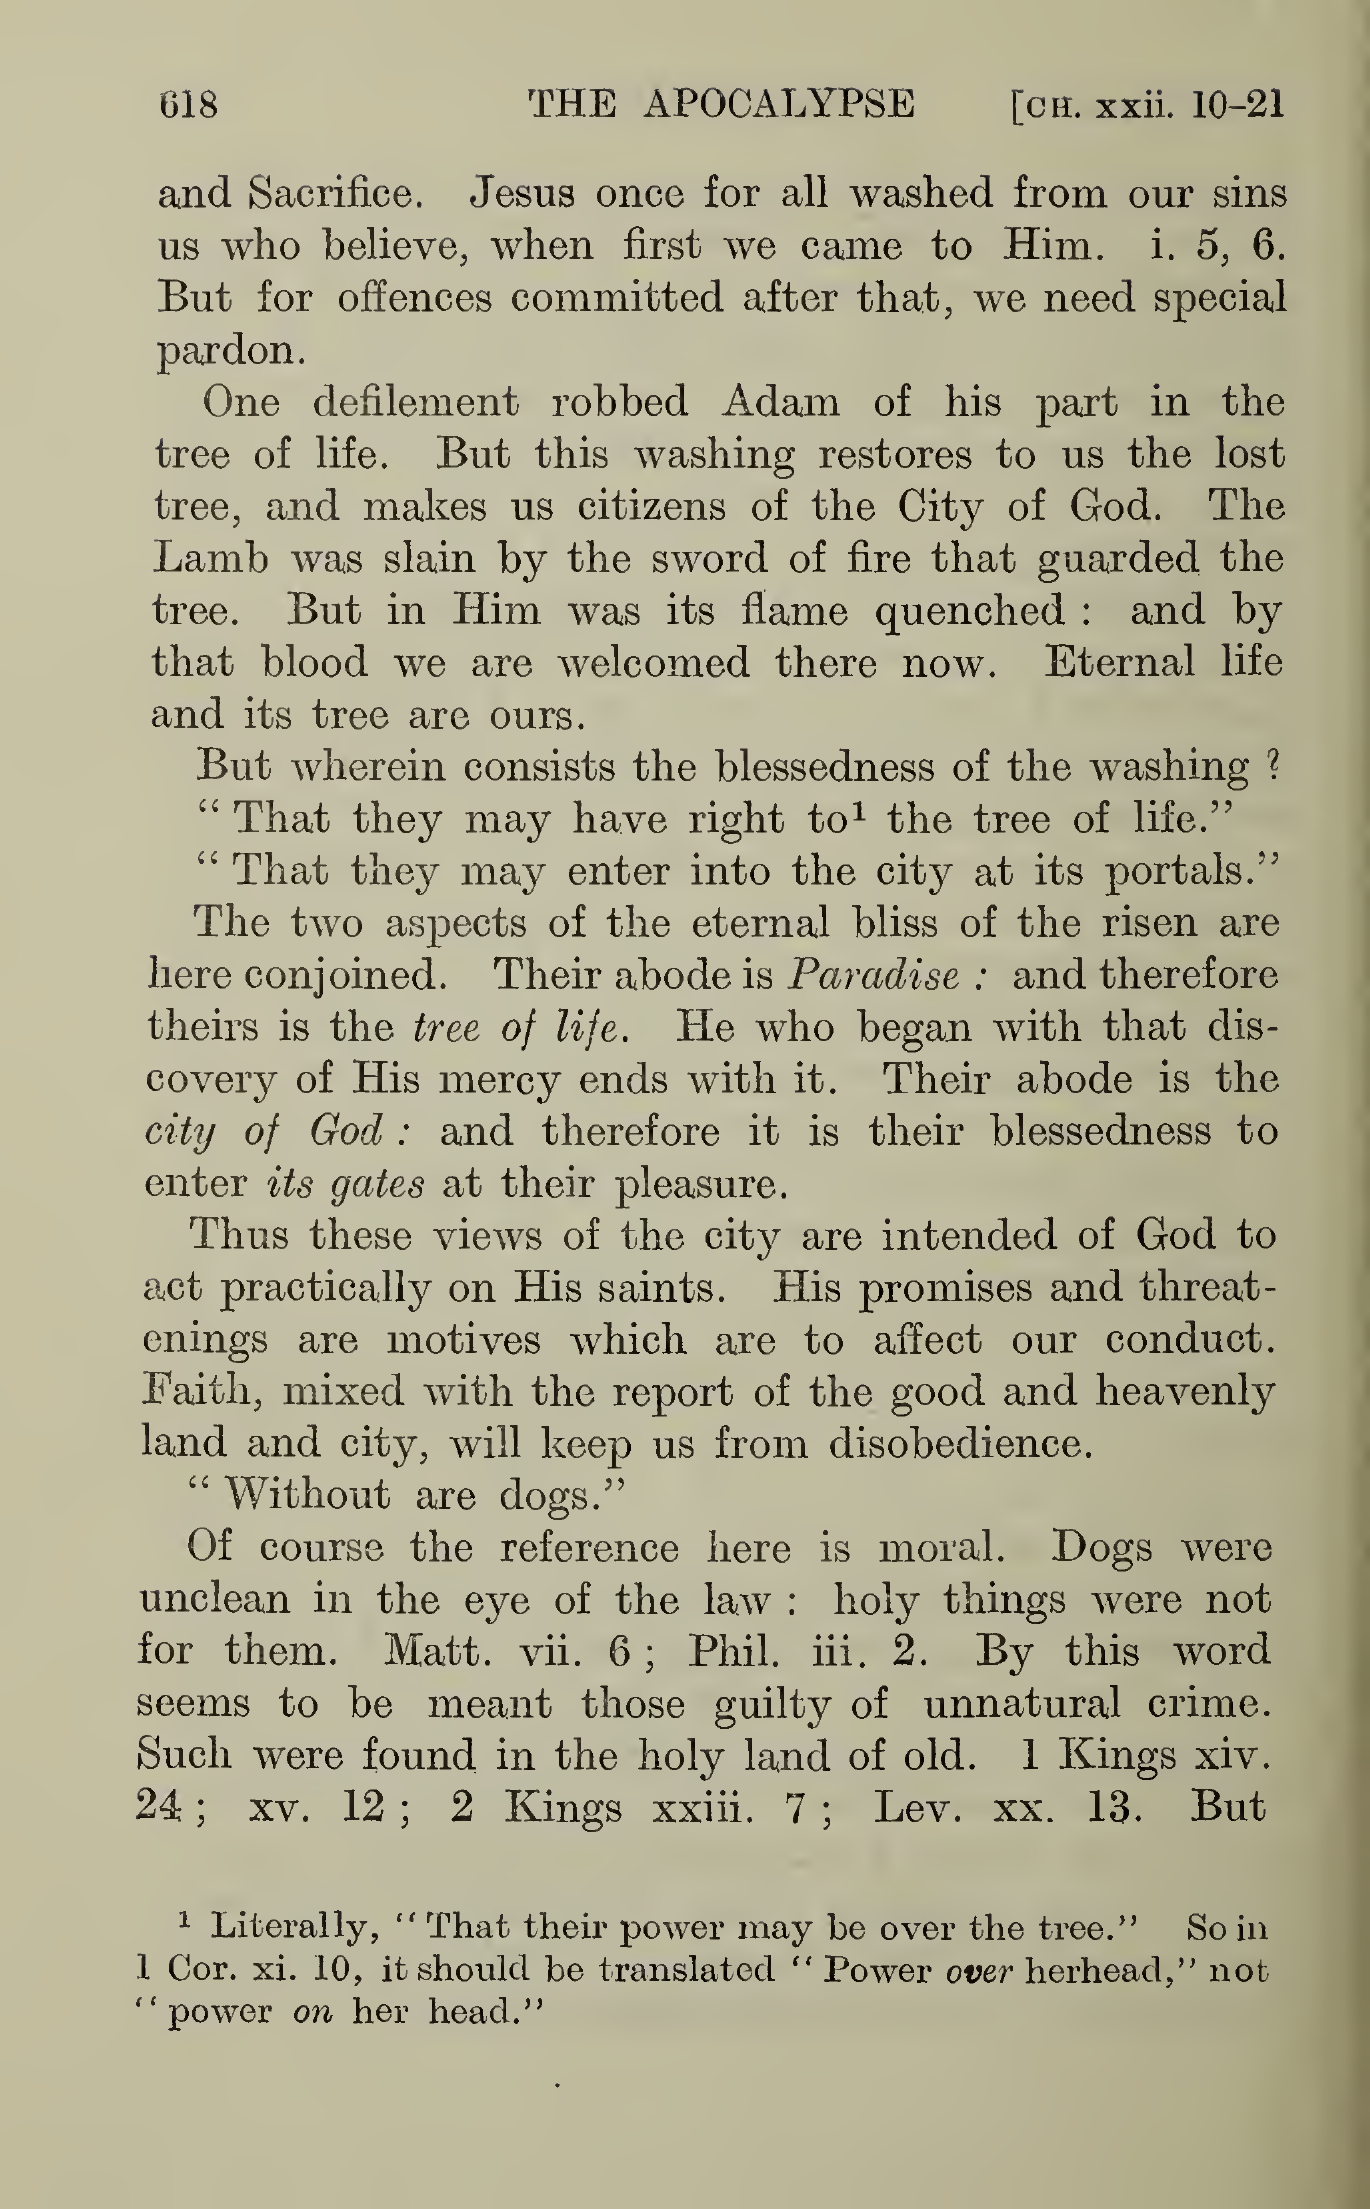 618 THE APOCALYPSE [CH. xxii. 10-21
and Sacrifice. Jesus once for all washed from our sins
us who believe, when first we came to Him. i. 5, 6.
But for offences committed after that, we need special
pardon.
One defilement robbed Adam of his part in the
tree of life. But this washing restores to us the lost
tree, and makes us citizens of the City of God. The
Lamb was slain by the sword of fire that guarded the
tree. But in Him was its flame quenched : and by
that blood we are welcomed there now. Eternal life
and its tree are ours.
But wherein consists the blessedness of the washing ?
“ That they may have right to¹ the tree of life.”
“ That they may enter into the city at its portals.”
The two aspects of the eternal bliss of the risen are
here conjoined. Their abode is Paradise : and therefore
theirs is the tree of life. He who began with that dis-
covery of His mercy ends with it. Their abode is the
city of God : and therefore it is their blessedness to
enter its gates at their pleasure.
Thus these views of the city are intended of God to
act practically on His saints. His promises and threat-
enings are motives which are to affect our conduct.
Faith, mixed with the report of the good and heavenly
land and city, will keep us from disobedience.
“ Without are dogs.”
Of course the reference here is moral. Dogs were
unclean in the eye of the law : holy things were not
for them. Matt. vii. 6 ; Phil. iii. 2. By this word
seems to be meant those guilty of unnatural crime.
Such were found in the holy land of old. 1 Kings xiv.
24 ; xv. 12 ; 2 Kings xxiii. 7 ; Lev. xx. 13. But
¹ Literally, “ That their power may be over the tree.” So in
1 Cor. xi. 10, it should be translated “ Power over her head,” not
“ power on her head.”